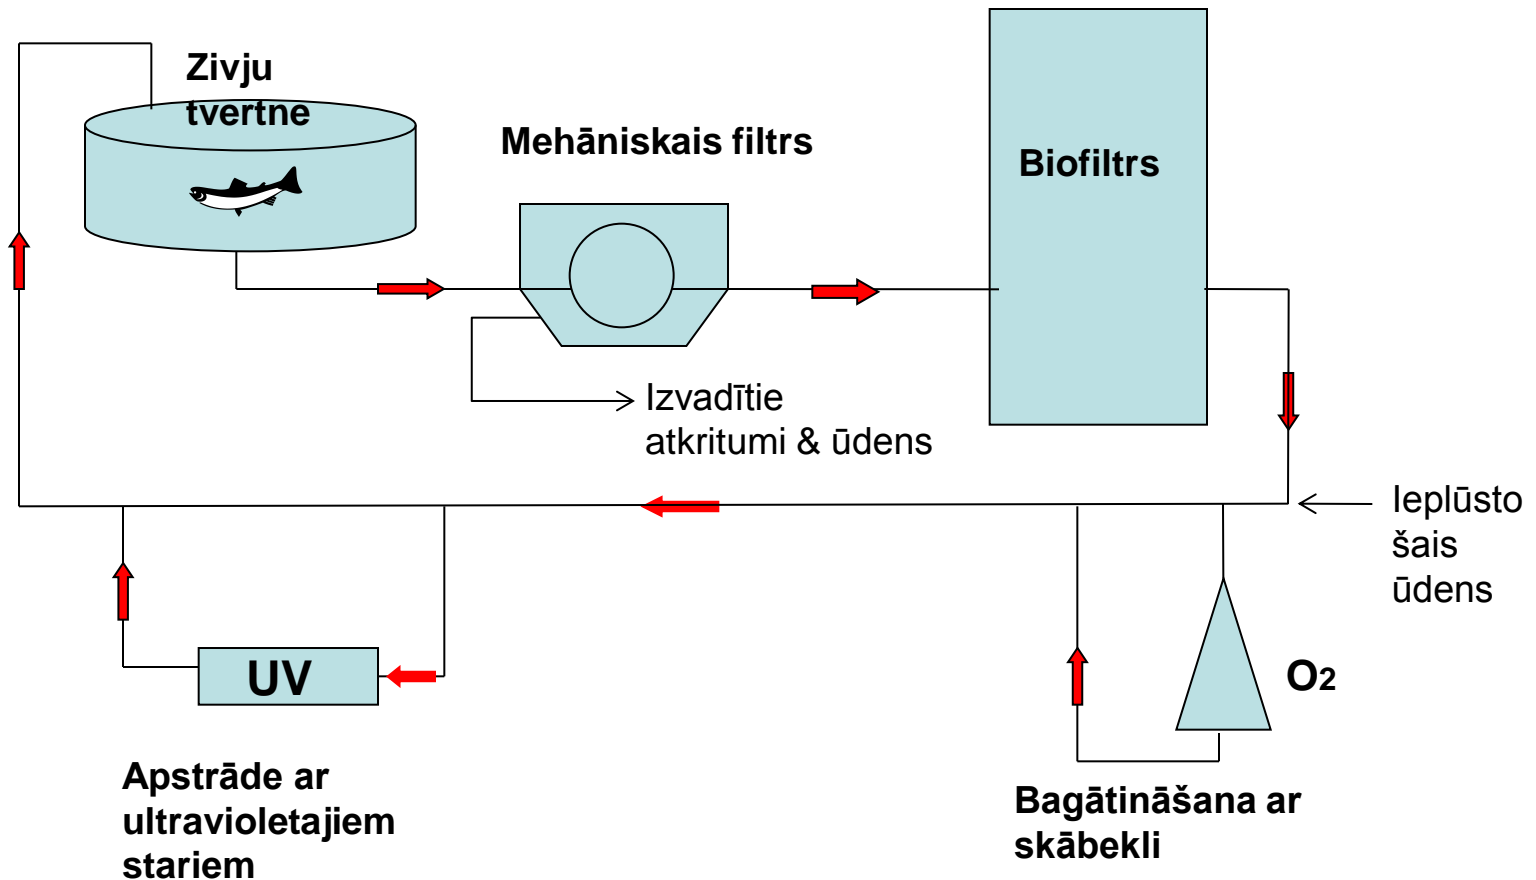 Zivju
tvertne
Mehāniskais filtrs
Biofiltrs
Izvadītie
atkritumi & ūdens
Ieplūsto
šais
ūdens
UV
O2
Apstrāde ar
ultravioletajiem
stariem
Bagātināšana ar
skābekli